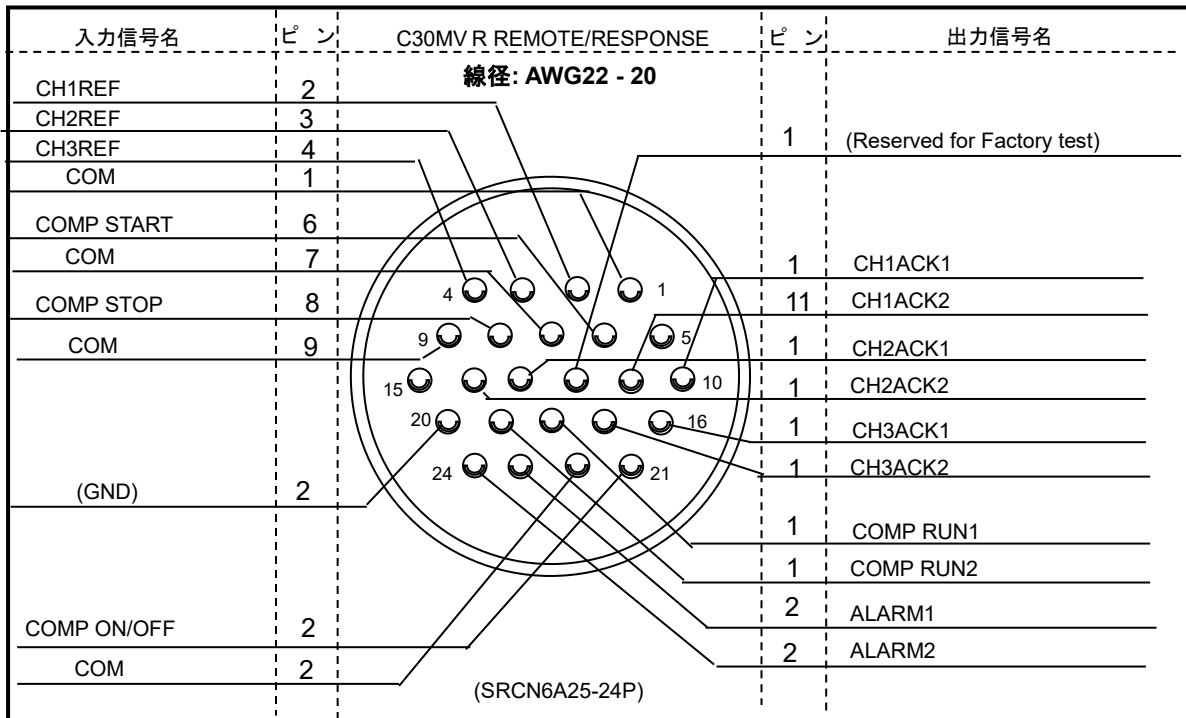 入力信号名 ピ ン C30MV R REMOTE/RESPONSE ピ ン 出力信号名
線径: AWG22 - 20
CH1REF 2
CH2REF 3
CH3REF 4
COM 1
COMP START 6
COM 7
COMP STOP 8
COM 9
(GND) 2
COMP ON/OFF 2
COM 2
4 1
9 5
15 10
20 16
24 21
(SRCN6A25-24P)
1 (Reserved for Factory test)
1 CH1ACK1
11 CH1ACK2
1 CH2ACK1
1 CH2ACK2
1 CH3ACK1
1 CH3ACK2
1 COMP RUN1
1 COMP RUN2
2 ALARM1
2 ALARM2